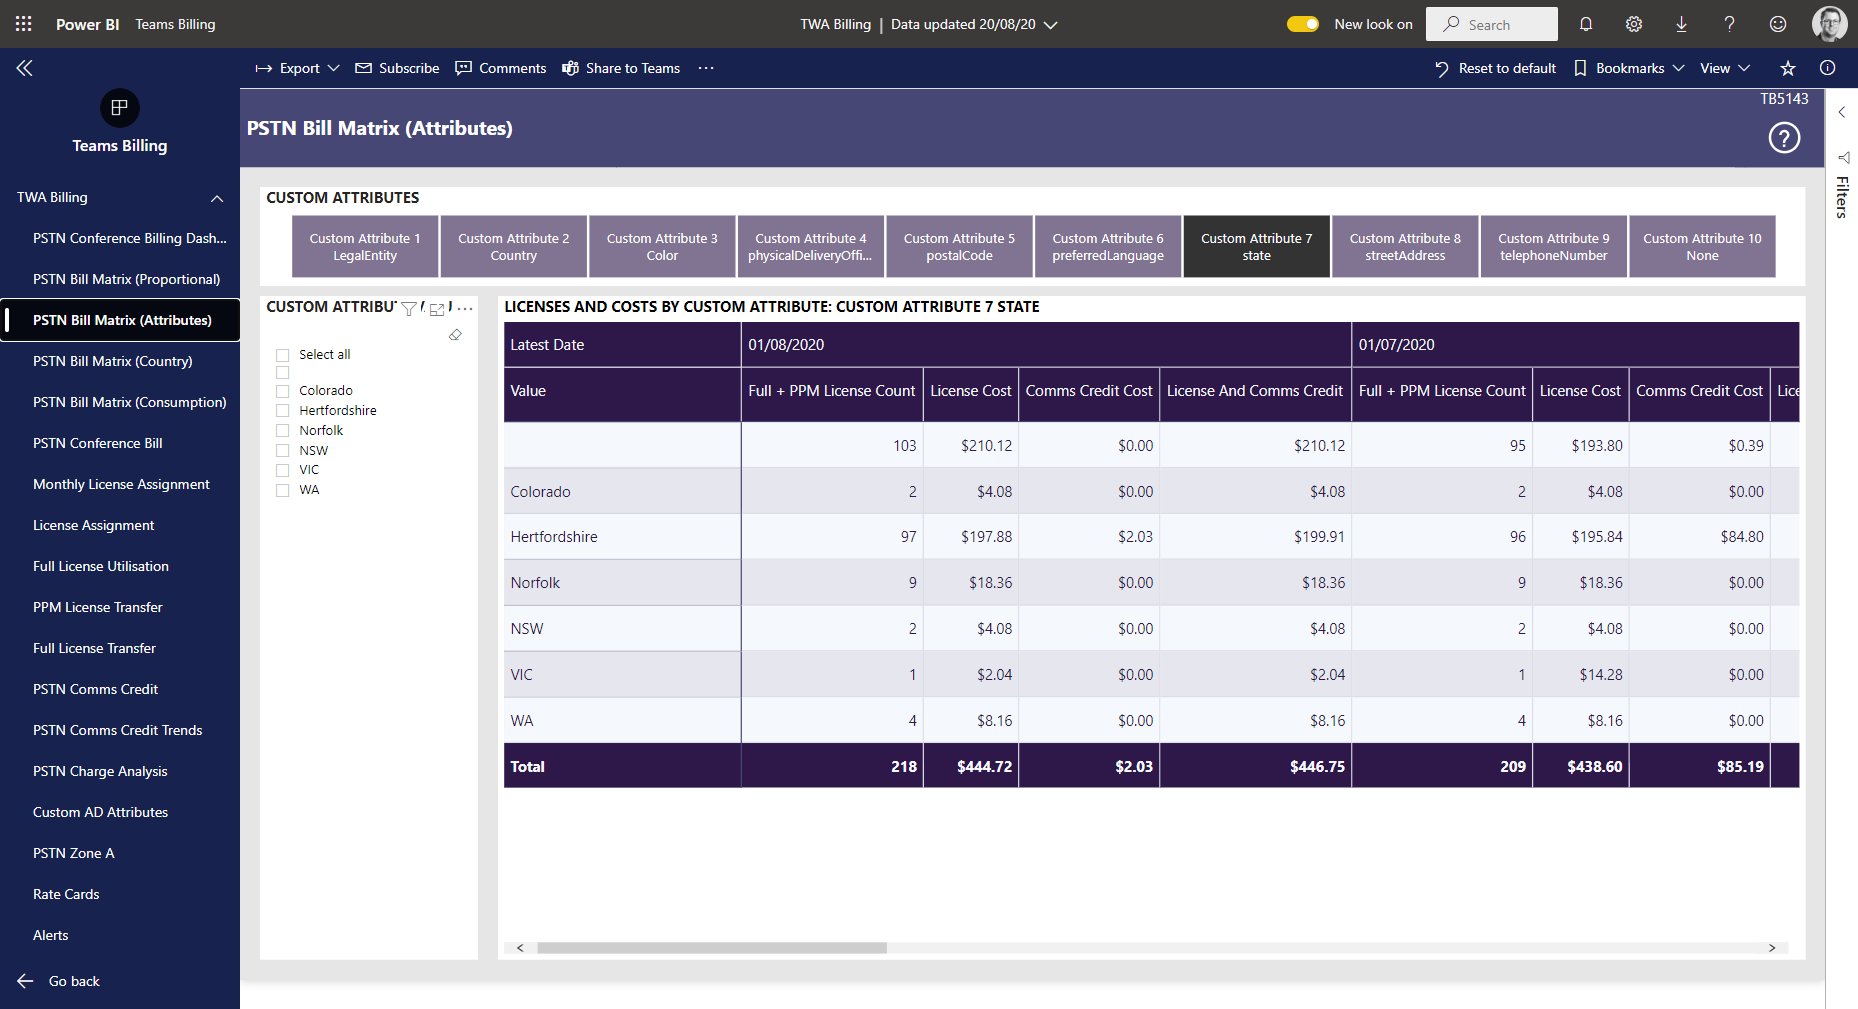 Power BI Teams Billing
TWA Billing | Data updated 20/08/20
New look on
Search
Export Subscribe Comments Share to Teams ···
Reset to default Bookmarks View
Teams Billing
TWA Billing
PSTN Conference Billing Dash...
PSTN Bill Matrix (Proportional)
PSTN Bill Matrix (Attributes)
PSTN Bill Matrix (Country)
PSTN Bill Matrix (Consumption)
PSTN Conference Bill
Monthly License Assignment
License Assignment
Full License Utilisation
PPM License Transfer
Full License Transfer
PSTN Comms Credit
PSTN Comms Credit Trends
PSTN Charge Analysis
Custom AD Attributes
PSTN Zone A
Rate Cards
Alerts
Go back
PSTN Bill Matrix (Attributes)
TB5143
Filters
CUSTOM ATTRIBUTES
Custom Attribute 1
LegalEntity
Custom Attribute 2
Country
Custom Attribute 3
Color
Custom Attribute 4
physicalDeliveryOffi...
Custom Attribute 5
postalCode
Custom Attribute 6
preferredLanguage
Custom Attribute 7
state
Custom Attribute 8
streetAddress
Custom Attribute 9
telephoneNumber
Custom Attribute 10
None
CUSTOM ATTRIBUT
Select all
Colorado
Hertfordshire
Norfolk
NSW
VIC
WA
LICENSES AND COSTS BY CUSTOM ATTRIBUTE: CUSTOM ATTRIBUTE 7 STATE
Latest Date 01/08/2020 01/07/2020
Value Full + PPM License Count License Cost Comms Credit Cost License And Comms Credit Full + PPM License Count License Cost Comms Credit Cost Lice
103 $210.12 $0.00 $210.12 95 $193.80 $0.39
Colorado 2 $4.08 $0.00 $4.08 2 $4.08 $0.00
Hertfordshire 97 $197.88 $2.03 $199.91 96 $195.84 $84.80
Norfolk 9 $18.36 $0.00 $18.36 9 $18.36 $0.00
NSW 2 $4.08 $0.00 $4.08 2 $4.08 $0.00
VIC 1 $2.04 $0.00 $2.04 1 $14.28 $0.00
WA 4 $8.16 $0.00 $8.16 4 $8.16 $0.00
Total 218 $444.72 $2.03 $446.75 209 $438.60 $85.19